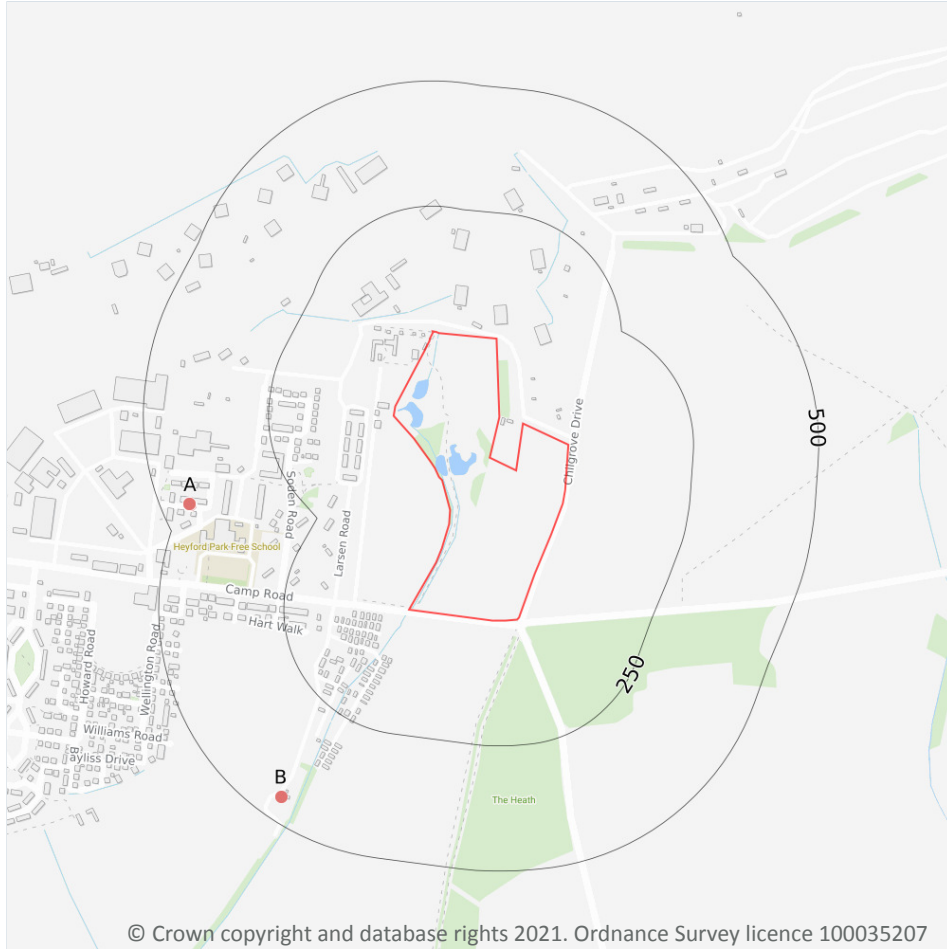 500
Chilgrove Drive
A
Soden Road
Larsen Road
Heyford Park Free School
Camp Road
Hart Walk
Howard Road
Wellington Road
250
Williams Road
Bayliss Drive
B
The Heath
© Crown copyright and database rights 2021. Ordnance Survey licence 100035207